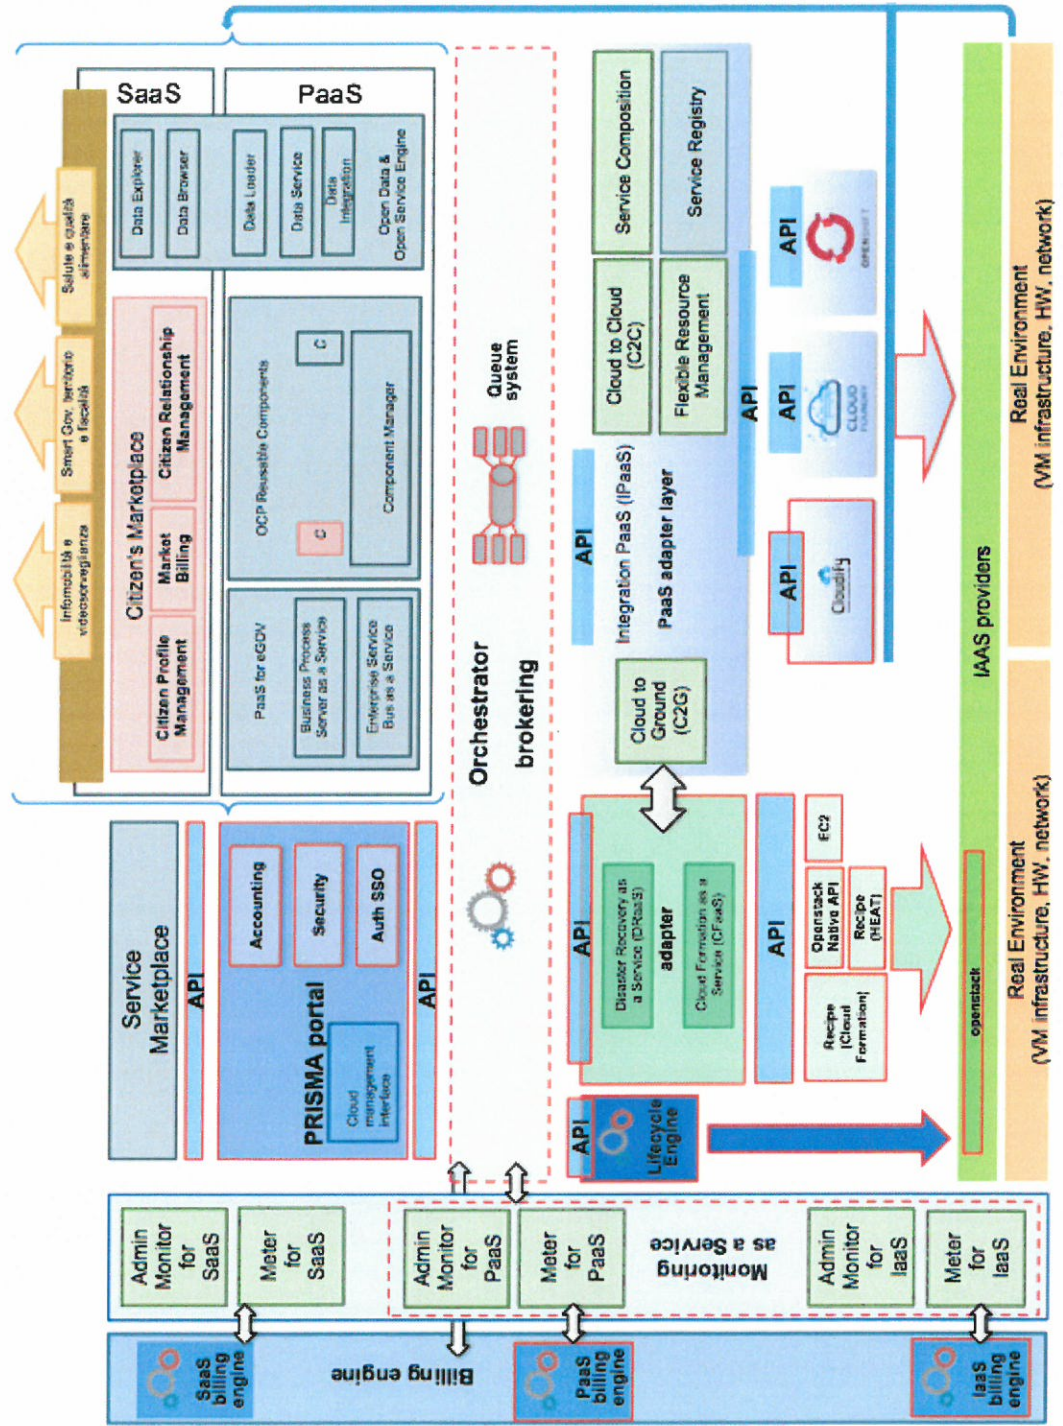 Infomobilità e
videosorveglianza
Smart Gov, territorio
e fiscalità
Salute e qualità
alimentare
Service
Marketplace
API
PRISMA portal
Cloud
management
interface
Accounting
Security
Auth SSO
API
SaaS
Citizen's Marketplace
Citizen Profile
Management
Market
Billing
Citizen Relationship
Management
Data Explorer
Data Browser
PaaS
PaaS for eGOV
Business Process
Server as a Service
Enterprise Service
Bus as a Service
OCP Reusable Components
C
C
Component Manager
Data Loader
Data Service
Data
Integration
Open Data &
Open Service Engine
Orchestrator
brokering
Queue
system
API
Lifecycle
Engine
API
Disaster Recovery as
a Service (DRaaS)
adapter
Cloud Formation as a
Service (CFaaS)
API
Recipe
(Cloud
Formation)
Openstack
Native API
Recipe
(HEAT)
EC2
Cloud to
Ground
(C2G)
API
Integration PaaS (IPaaS)
PaaS adapter layer
Cloud to Cloud
(C2C)
Service Composition
Flexible Resource
Management
Service Registry
API
API
Cloudify
API
CLOUD
FOUNDRY
API
OPENSHIFT
IAAS providers
openstack
Real Environment
(VM infrastructure, HW, network)
Real Environment
(VM infrastructure, HW, network)
Admin
Monitor
for
SaaS
Meter
for
SaaS
Admin
Monitor
for
PaaS
Meter
for
PaaS
Monitoring
as a Service
Admin
Monitor
for
IaaS
Meter
for
IaaS
SaaS
billing
engine
Billing engine
PaaS
billing
engine
IaaS
billing
engine